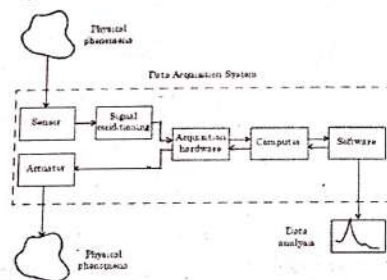 Physical
phenomena
Data Acquisition System
Sensor
Signal
conditioning
Acquisition
hardware
Computer
Software
Actuator
Physical
phenomena
Data
analysis